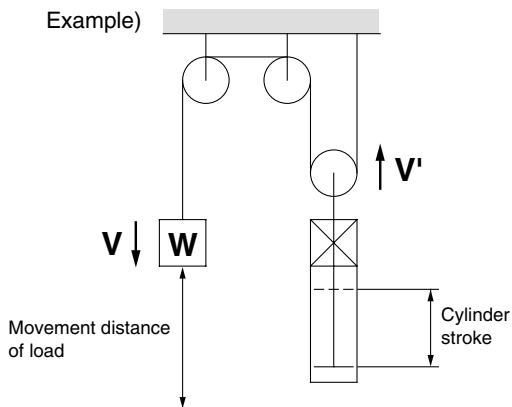 Example)
V'
V
W
Movement distance
of load
Cylinder
stroke